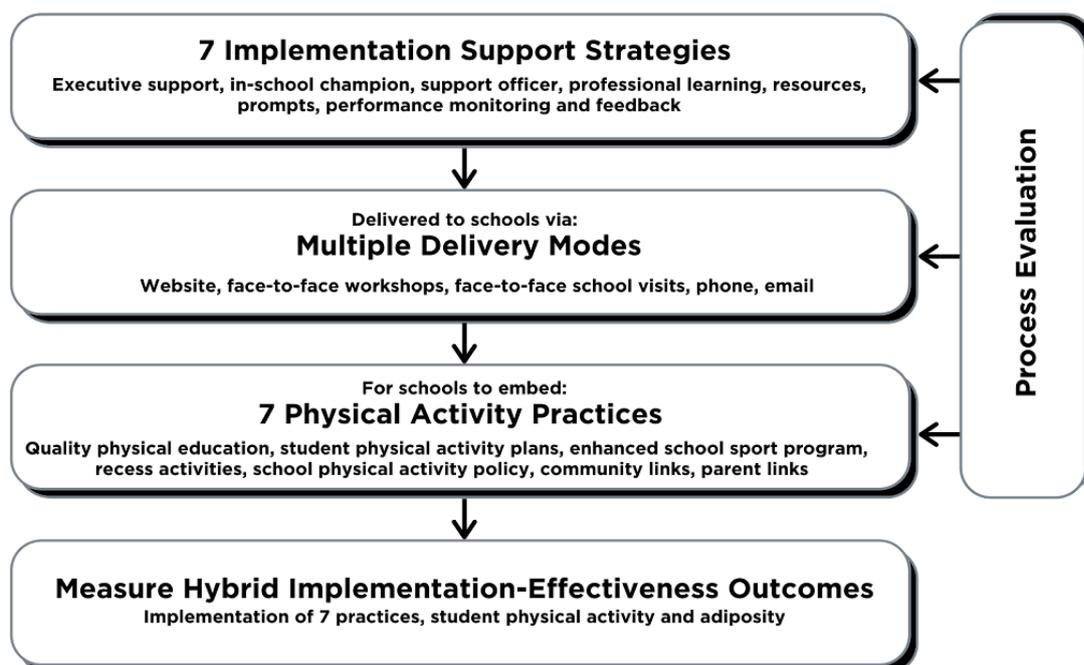 7 Implementation Support Strategies
Executive support, in-school champion, support officer, professional learning, resources,
prompts, performance monitoring and feedback
Delivered to schools via:
Multiple Delivery Modes
Website, face-to-face workshops, face-to-face school visits, phone, email
For schools to embed:
7 Physical Activity Practices
Quality physical education, student physical activity plans, enhanced school sport program,
recess activities, school physical activity policy, community links, parent links
Measure Hybrid Implementation-Effectiveness Outcomes
Implementation of 7 practices, student physical activity and adiposity
Process Evaluation